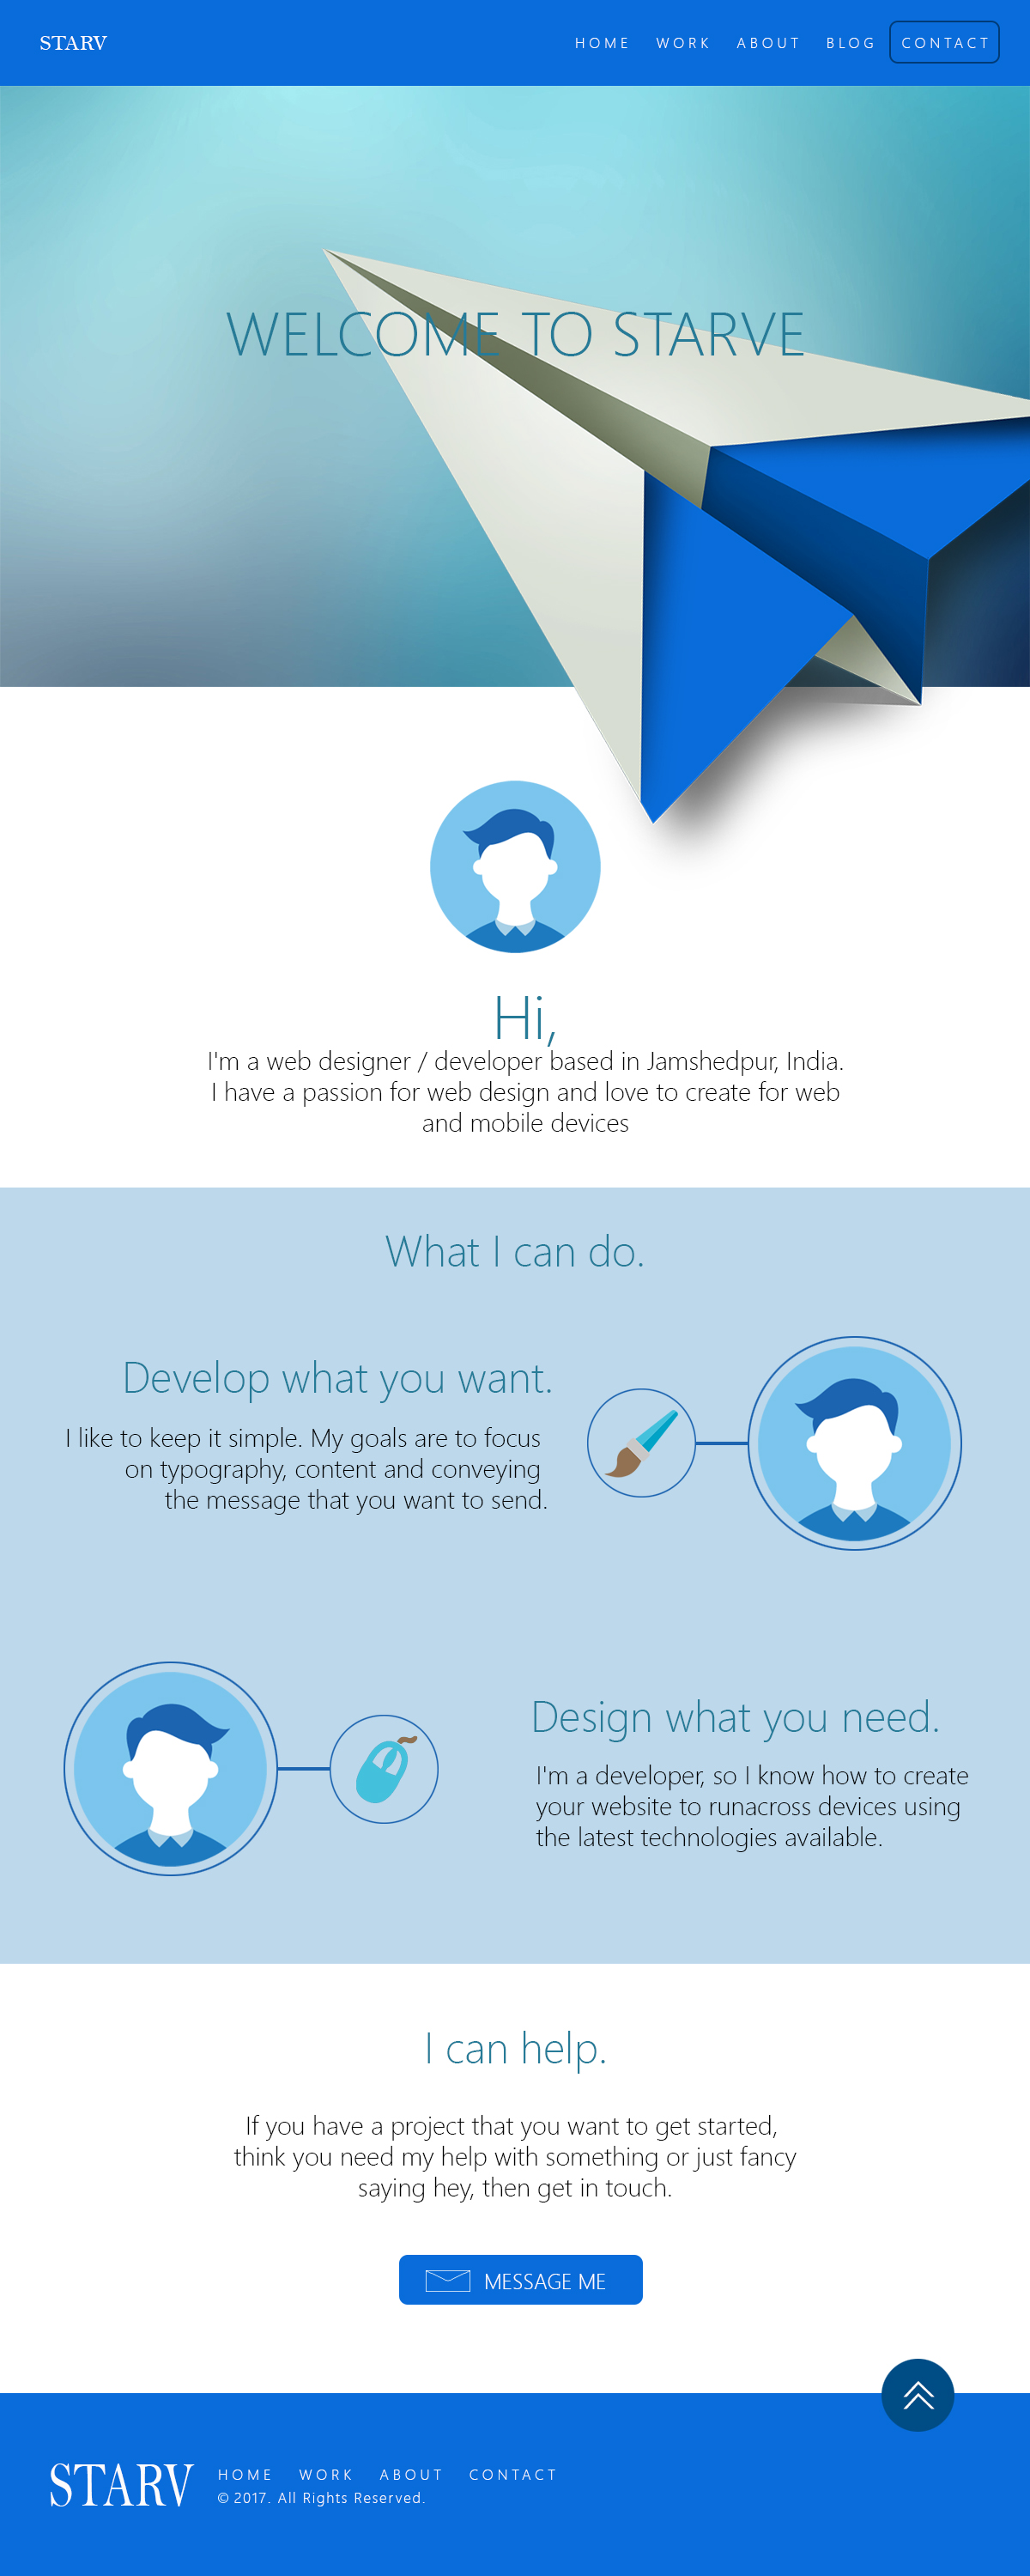 STARV
HOME WORK ABOUT BLOG CONTACT
WELCOME TO STARVE
Hi,
I'm a web designer / developer based in Jamshedpur, India.
I have a passion for web design and love to create for web
and mobile devices
What I can do.
Develop what you want.
I like to keep it simple. My goals are to focus
on typography, content and conveying
the message that you want to send.
Design what you need.
I'm a developer, so I know how to create
your website to runacross devices using
the latest technologies available.
I can help.
If you have a project that you want to get started,
think you need my help with something or just fancy
saying hey, then get in touch.
MESSAGE ME
STARV
HOME WORK ABOUT CONTACT
© 2017. All Rights Reserved.